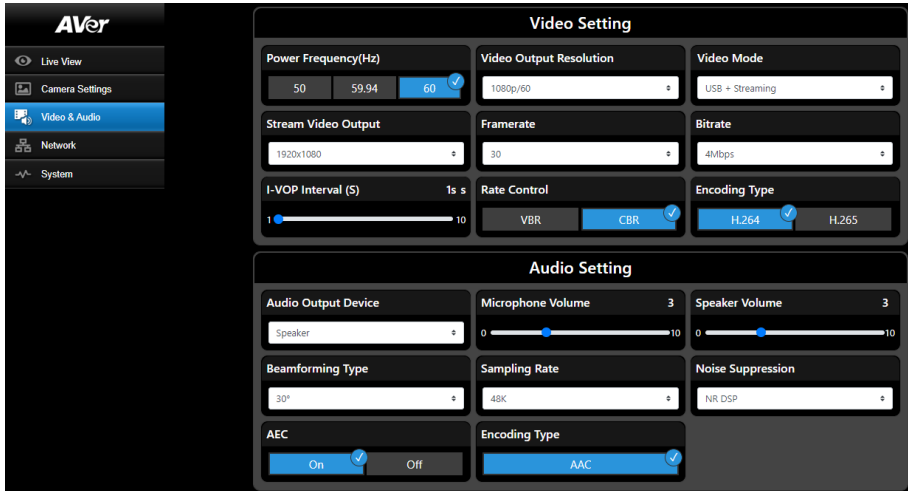 AVer
Live View
Camera Settings
Video & Audio
Network
System
Video Setting
Power Frequency(Hz)
50 59.94 60
Video Output Resolution
1080p/60
Video Mode
USB + Streaming
Stream Video Output
1920x1080
Framerate
30
Bitrate
4Mbps
I-VOP Interval (S) 1s s
1 10
Rate Control
VBR CBR
Encoding Type
H.264 H.265
Audio Setting
Audio Output Device
Speaker
Microphone Volume 3
0 10
Speaker Volume 3
0 10
Beamforming Type
30°
Sampling Rate
48K
Noise Suppression
NR DSP
AEC
On Off
Encoding Type
AAC